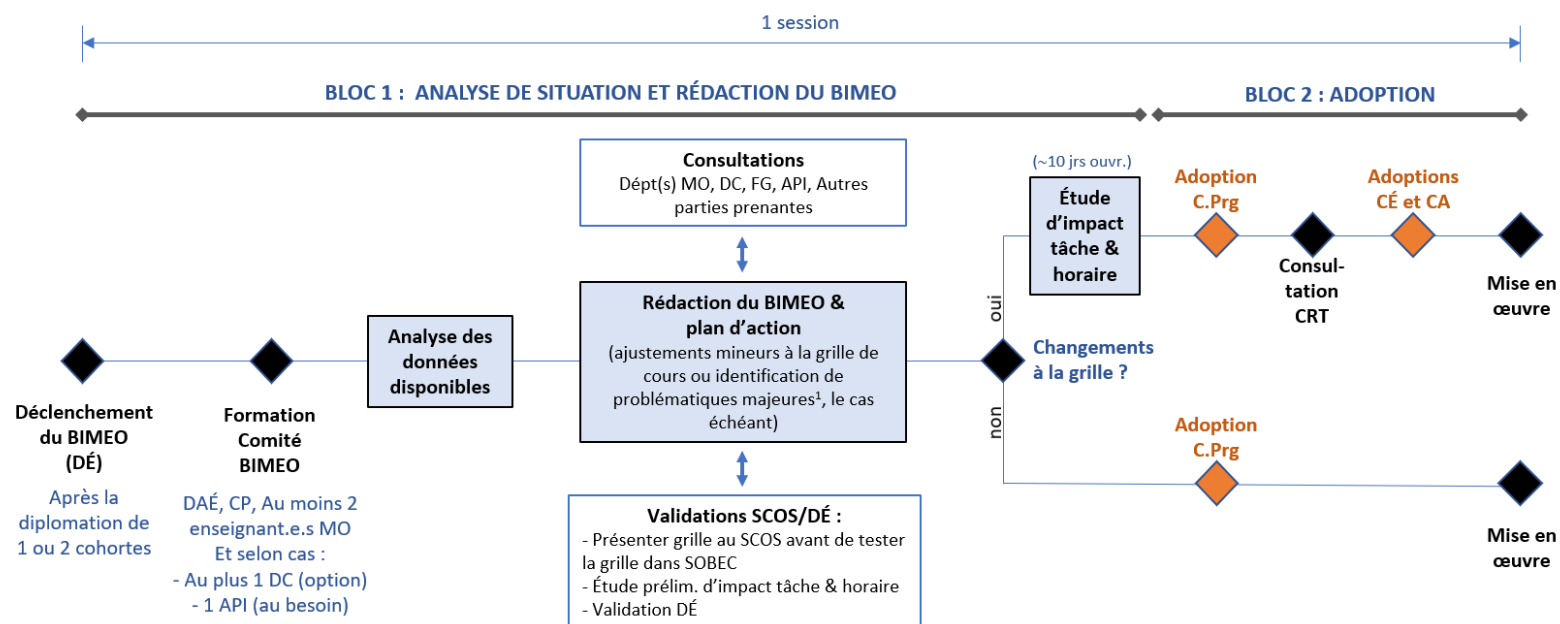 1 session
BLOC 1 : ANALYSE DE SITUATION ET RÉDACTION DU BIMEO
BLOC 2 : ADOPTION
Déclenchement
du BIMEO
(DÉ)
Après la
diplomation de
1 ou 2 cohortes
Formation
Comité
BIMEO
DAÉ, CP, Au moins 2
enseignant.e.s MO
Et selon cas :
- Au plus 1 DC (option)
- 1 API (au besoin)
Analyse des
données
disponibles
Consultations
Dépt(s) MO, DC, FG, API, Autres
parties prenantes
Rédaction du BIMEO &
plan d’action
(ajustements mineurs à la grille de
cours ou identification de
problématiques majeures¹, le cas
échéant)
Validations SCOS/DÉ :
- Présenter grille au SCOS avant de tester
la grille dans SOBEC
- Étude prélim. d’impact tâche & horaire
- Validation DÉ
Changements
à la grille ?
oui
(~10 jrs ouvr.)
Étude
d’impact
tâche &
horaire
Adoption
C.Prg
Consul-
tation
CRT
Adoptions
CÉ et CA
Mise en
œuvre
non
Adoption
C.Prg
Mise en
œuvre